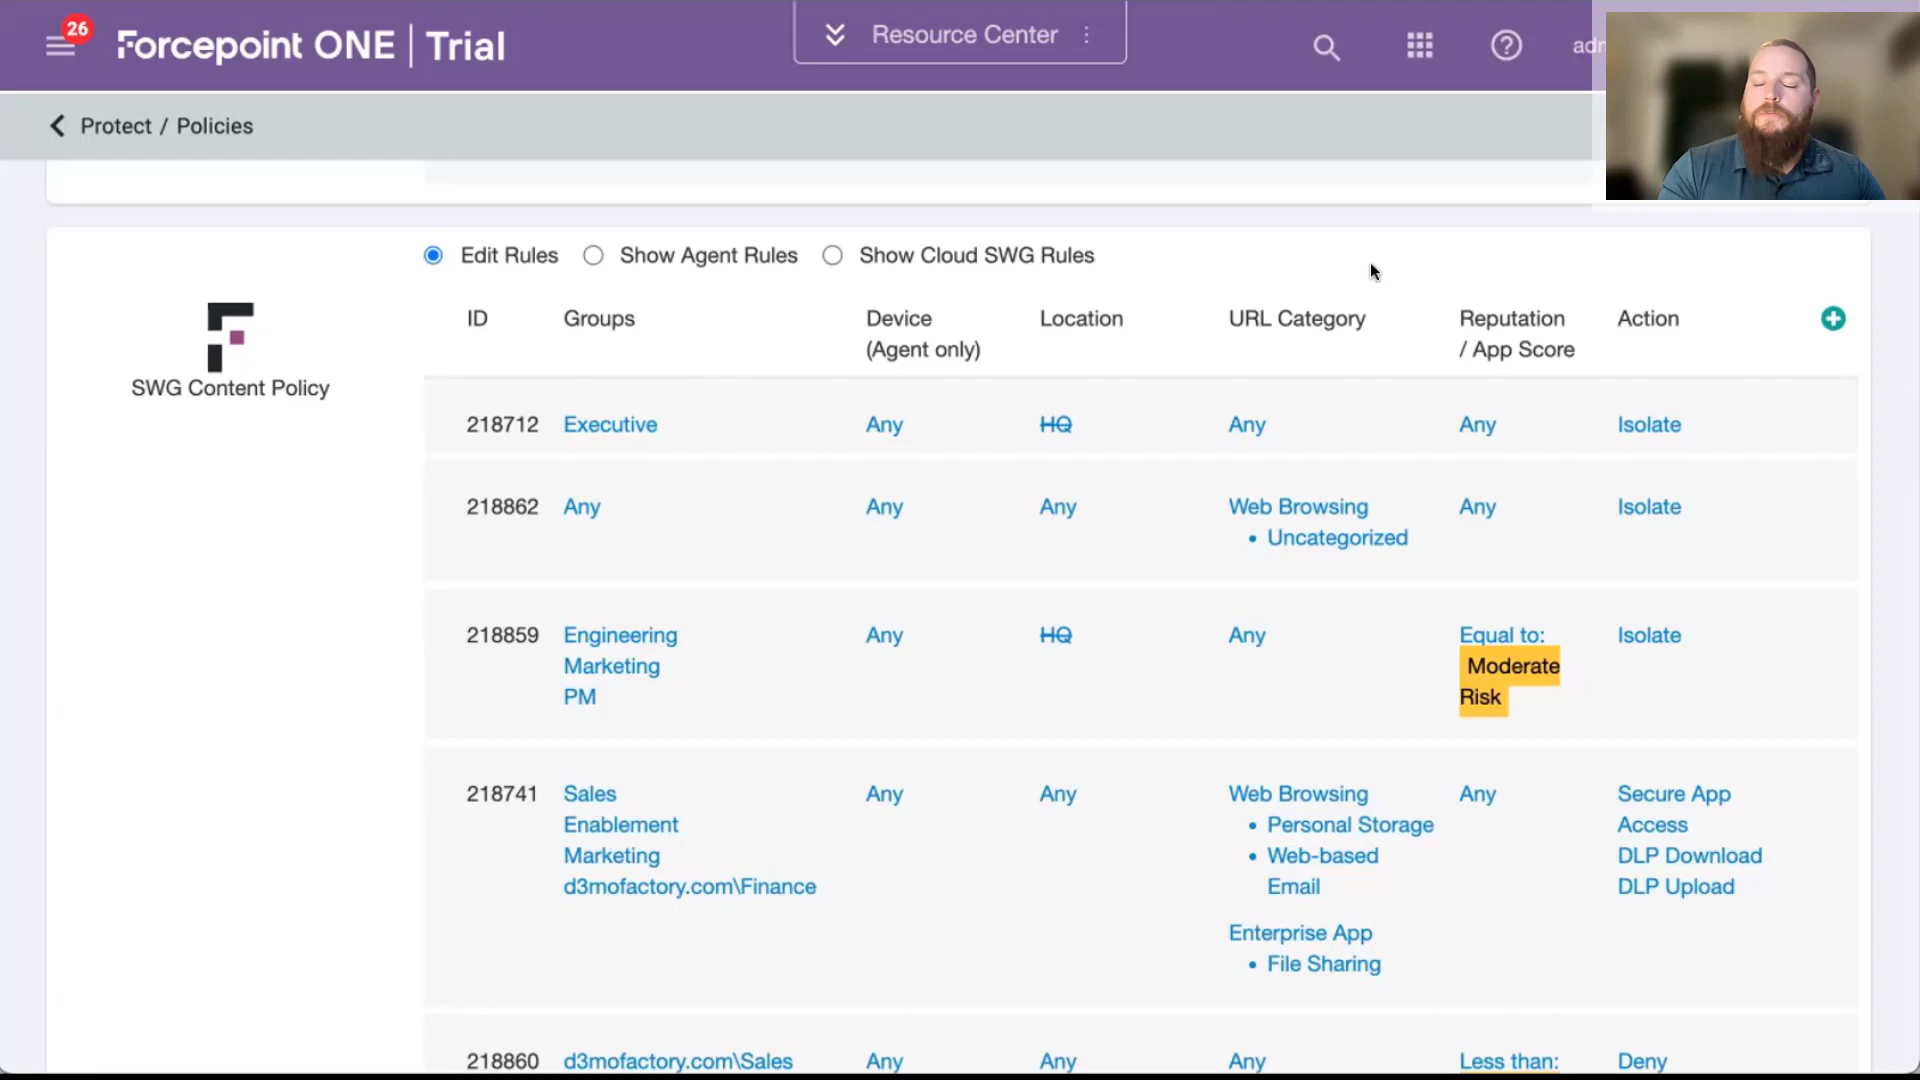 26
Forcepoint ONE | Trial
Resource Center
adm
Protect / Policies
Edit Rules Show Agent Rules Show Cloud SWG Rules
SWG Content Policy
ID Groups Device (Agent only) Location URL Category Reputation / App Score Action
218712 Executive Any HQ Any Any Isolate
218862 Any Any Any Web Browsing Any Isolate
• Uncategorized
218859 Engineering Any HQ Any Equal to: Isolate
Marketing Moderate
PM Risk
218741 Sales Any Any Web Browsing Any Secure App
Enablement • Personal Storage Access
Marketing • Web-based DLP Download
d3mofactory.com\Finance Email DLP Upload
Enterprise App
• File Sharing
218860 d3mofactory.com\Sales Any Any Any Less than: Deny